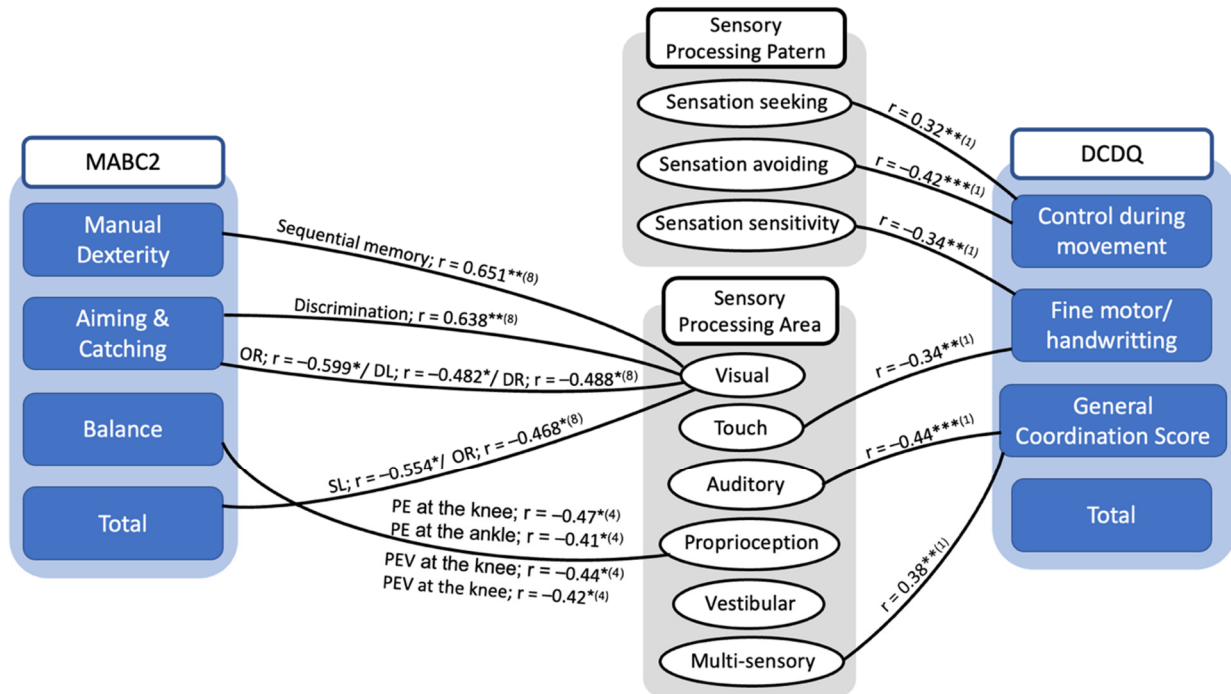 MABC2
Manual
Dexterity
Aiming &
Catching
Balance
Total
Sequential memory; r = 0.651**(8)
Discrimination; r = 0.638**(8)
OR; r = −0.599*/ DL; r = −0.482*/ DR; r = −0.488*(8)
SL; r = −0.554*/ OR; r = −0.468*(8)
PE at the knee; r = −0.47*(4)
PE at the ankle; r = −0.41*(4)
PEV at the knee; r = −0.44*(4)
PEV at the knee; r = −0.42*(4)
Sensory
Processing Patern
Sensation seeking
Sensation avoiding
Sensation sensitivity
Sensory
Processing Area
Visual
Touch
Auditory
Proprioception
Vestibular
Multi-sensory
r = 0.32**(1)
r = −0.42***(1)
r = −0.34**(1)
r = −0.34**(1)
r = −0.44***(1)
r = 0.38**(1)
DCDQ
Control during
movement
Fine motor/
handwritting
General
Coordination Score
Total